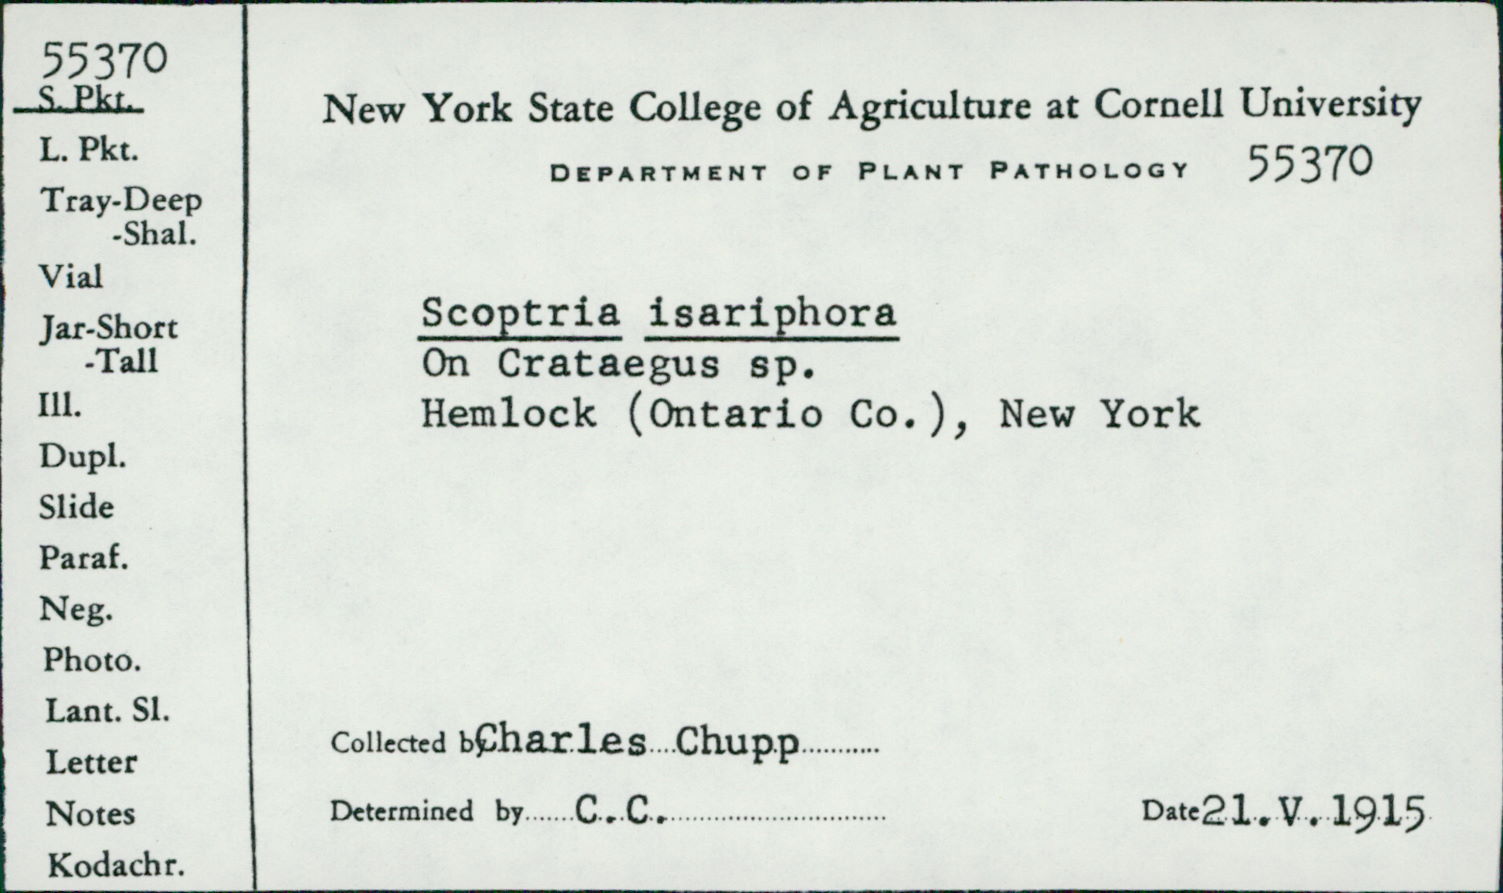 55370
S. Pkt.
L. Pkt.
Tray-Deep
-Shal.
Vial
Jar-Short
-Tall
Ill.
Dupl.
Slide
Paraf.
Neg.
Photo.
Lant. Sl.
Letter
Notes
Kodachr.
New York State College of Agriculture at Cornell University
DEPARTMENT OF PLANT PATHOLOGY 55370
Scoptria isariphora
On Crataegus sp.
Hemlock (Ontario Co.), New York
Collected by Charles Chupp
Determined by C.C. Date 21.V.1915